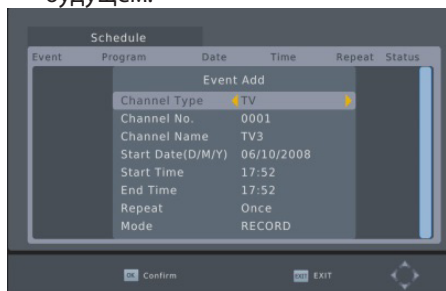 будущем.
Schedule
Event Program Date Time Repeat Status
Event Add
Channel Type TV
Channel No. 0001
Channel Name TV3
Start Date(D/M/Y) 06/10/2008
Start Time 17:52
End Time 17:52
Repeat Once
Mode RECORD
OK Confirm EXIT EXIT